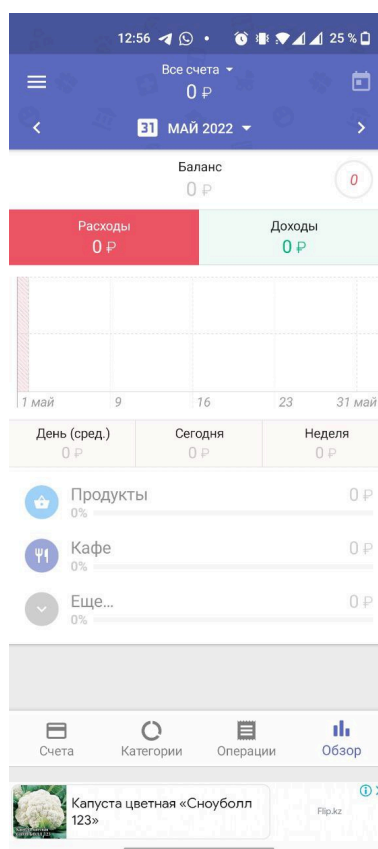 12:56 25 %
Все счета
0 ₽
31 МАЙ 2022
Баланс
0 ₽
0
Расходы
0 ₽
Доходы
0 ₽
1 май 9 16 23 31 май
День (сред.) Сегодня Неделя
0 ₽ 0 ₽ 0 ₽
Продукты 0 ₽
0%
Кафе 0 ₽
0%
Еще... 0 ₽
0%
Счета Категории Операции Обзор
Капуста цветная «Сноуболл
123»
Flip.kz